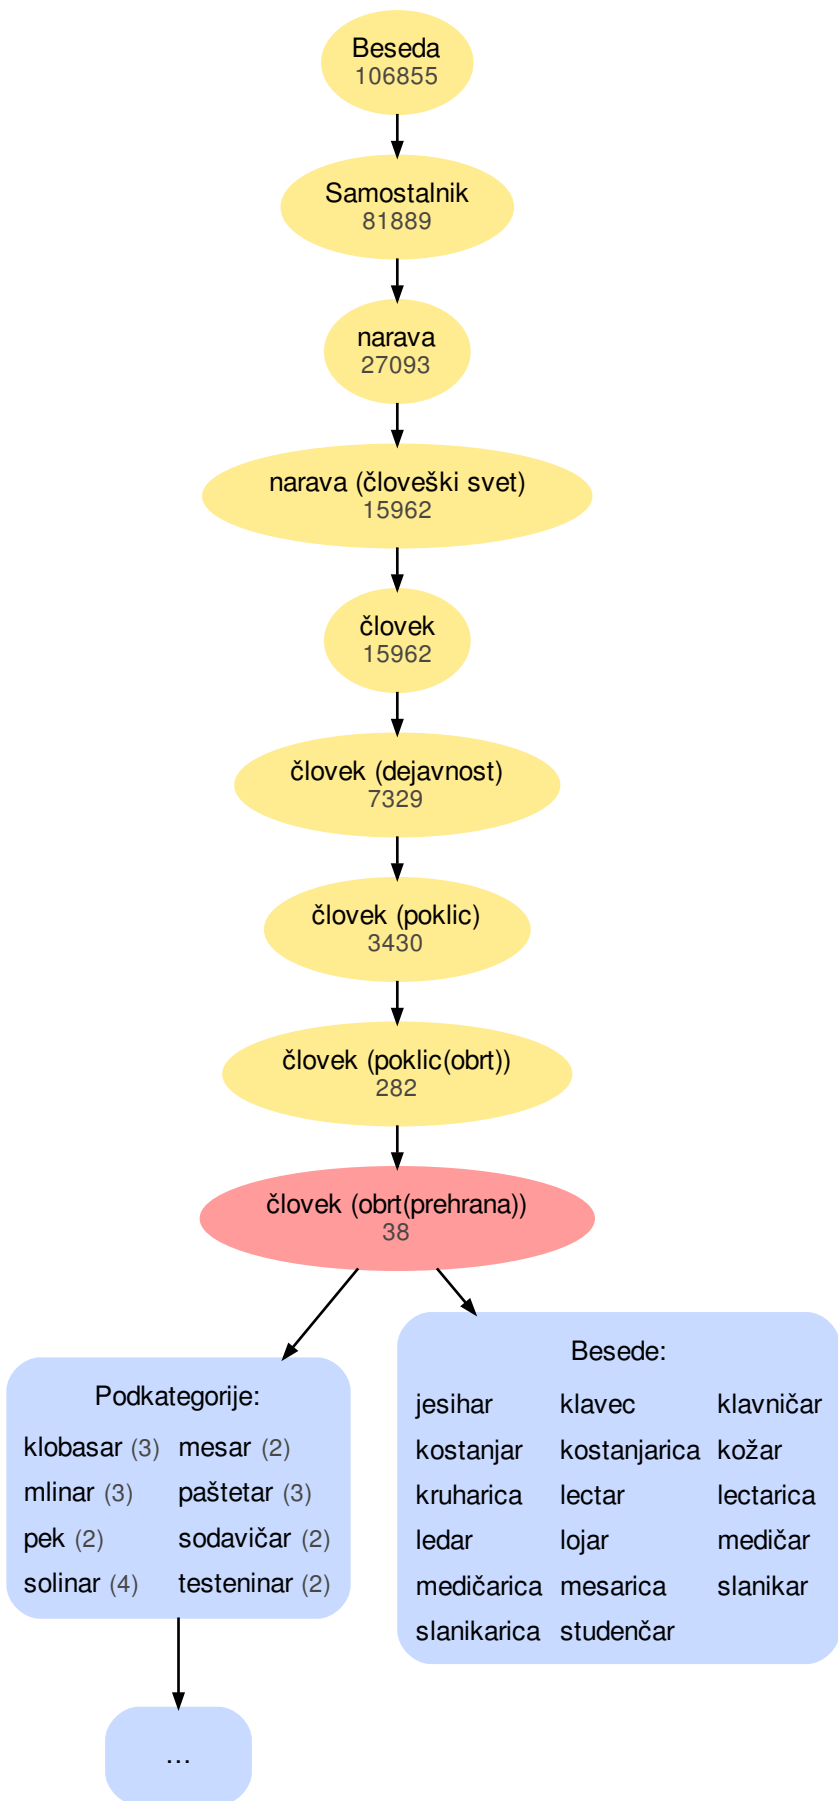 Beseda
106855
Samostalnik
81889
narava
27093
narava (človeški svet)
15962
človek
15962
človek (dejavnost)
7329
človek (poklic)
3430
človek (poklic(obrt))
282
človek (obrt(prehrana))
38
Podkategorije:
klobasar (3) mesar (2)
mlinar (3) paštetar (3)
pek (2) sodavičar (2)
solinar (4) testeninar (2)
...
Besede:
jesihar klavec klavničar
kostanjar kostanjarica kožar
kruharica lectar lectarica
ledar lojar medičar
medičarica mesarica slanikar
slanikarica studenčar